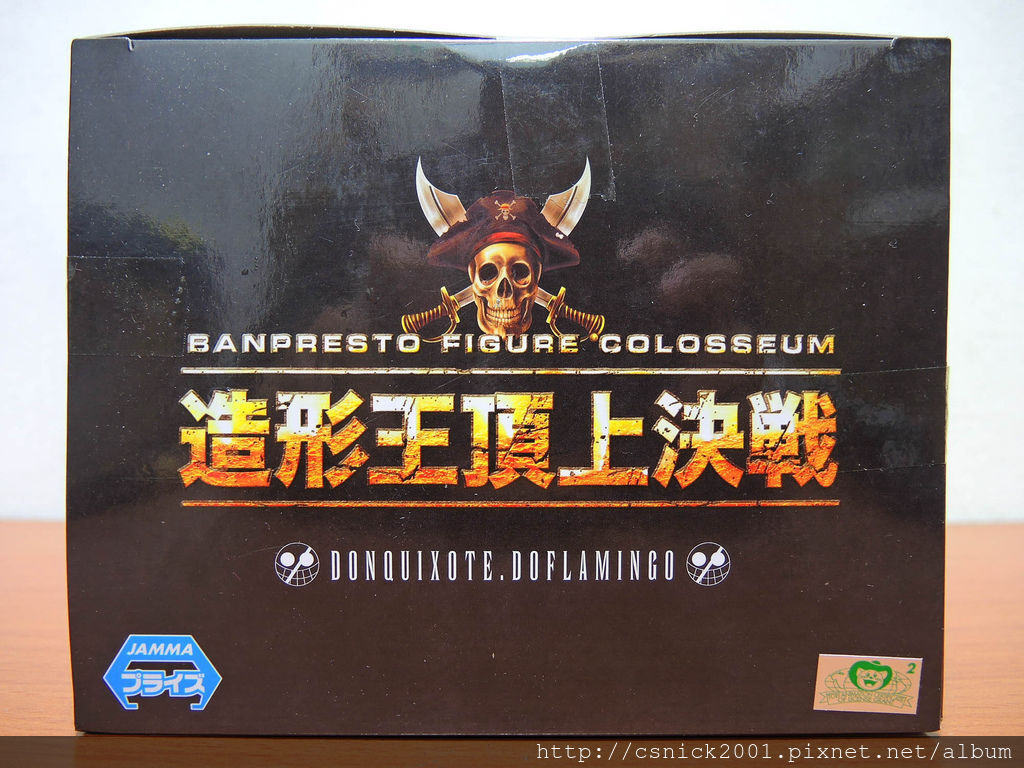 BANPRESTO FIGURE COLOSSEUM
造形王頂上決戦
DONQUIXOTE.DOFLAMINGO
JAMMA
プライズ
2
http://csnick2001.pixnet.net/album